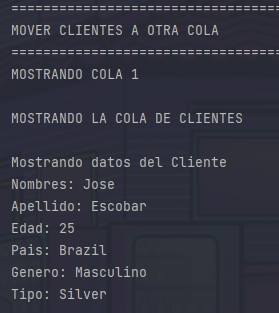 ==================================
MOVER CLIENTES A OTRA COLA
==================================
MOSTRANDO COLA 1
MOSTRANDO LA COLA DE CLIENTES
Mostrando datos del Cliente
Nombres: Jose
Apellido: Escobar
Edad: 25
Pais: Brazil
Genero: Masculino
Tipo: Silver